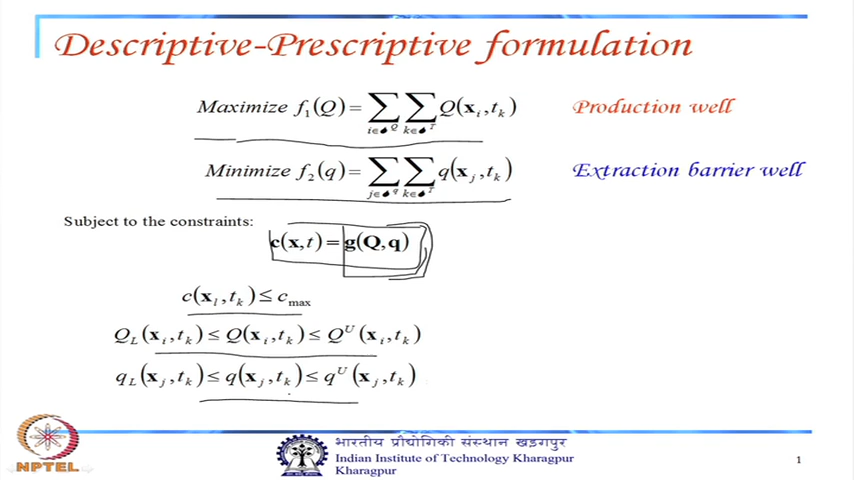 Descriptive-Prescriptive formulation
Maximize f₁(Q) = ∑ ∑ Q(xᵢ, tₖ) Production well
i∈ Q k∈ T
Minimize f₂(q) = ∑ ∑ q(xⱼ, tₖ) Extraction barrier well
j∈ q k∈ T
Subject to the constraints:
c(x, t) = g(Q, q)
c(xₗ, tₖ) ≤ c_max
Q_L(xᵢ, tₖ) ≤ Q(xᵢ, tₖ) ≤ Q^U(xᵢ, tₖ)
q_L(xⱼ, tₖ) ≤ q(xⱼ, tₖ) ≤ q^U(xⱼ, tₖ)
NPTEL
भारतीय प्रौद्योगिकी संस्थान खड़गपुर
Indian Institute of Technology Kharagpur
Kharagpur
1